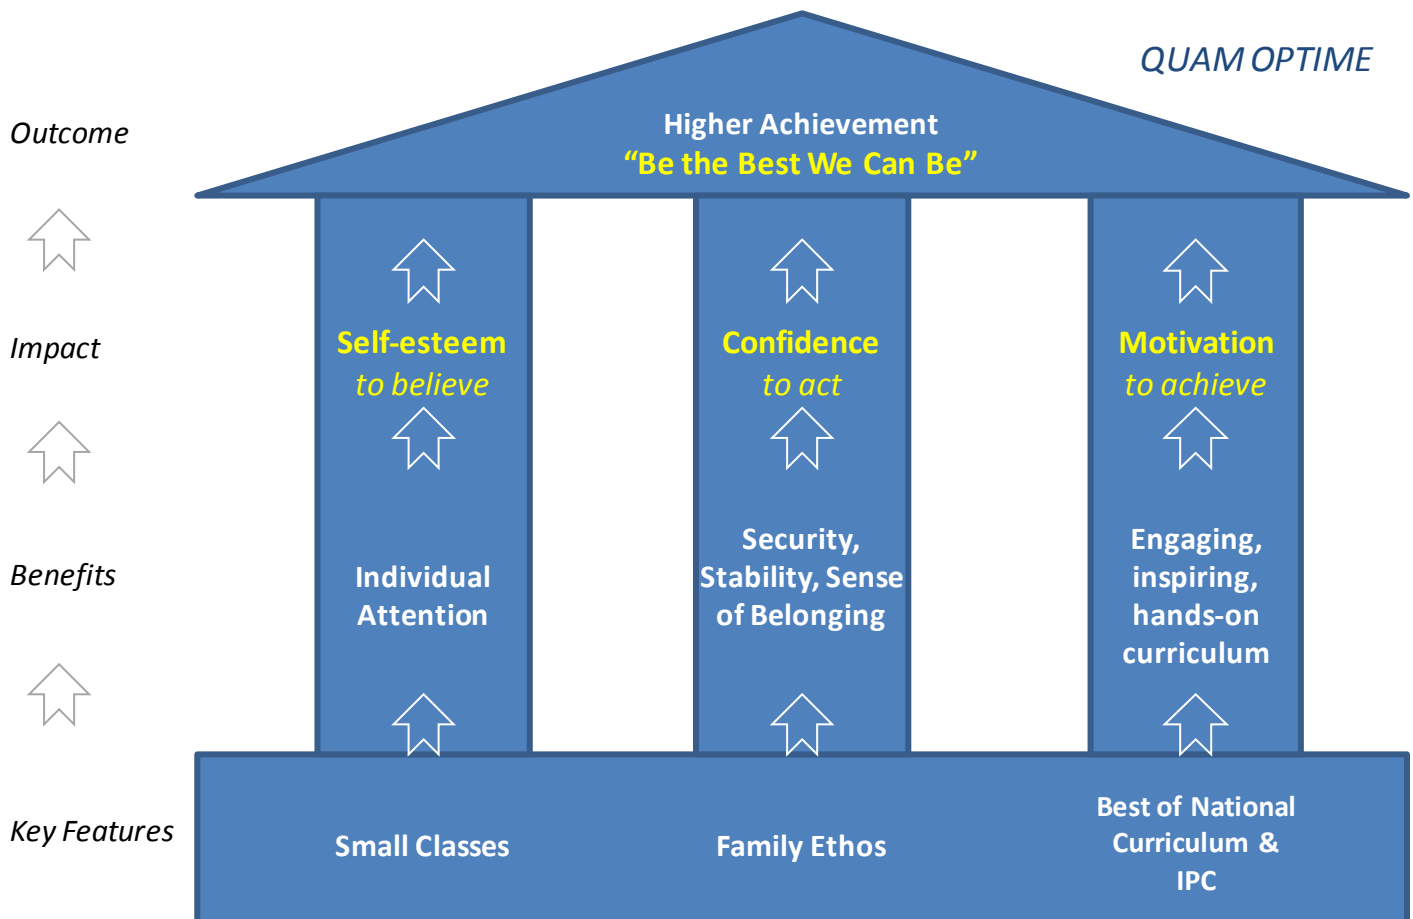 QUAM OPTIME
Outcome
Higher Achievement
“Be the Best We Can Be”
Impact
Self-esteem
to believe
Confidence
to act
Motivation
to achieve
Benefits
Individual
Attention
Security,
Stability, Sense
of Belonging
Engaging,
inspiring,
hands-on
curriculum
Key Features
Small Classes
Family Ethos
Best of National
Curriculum &
IPC